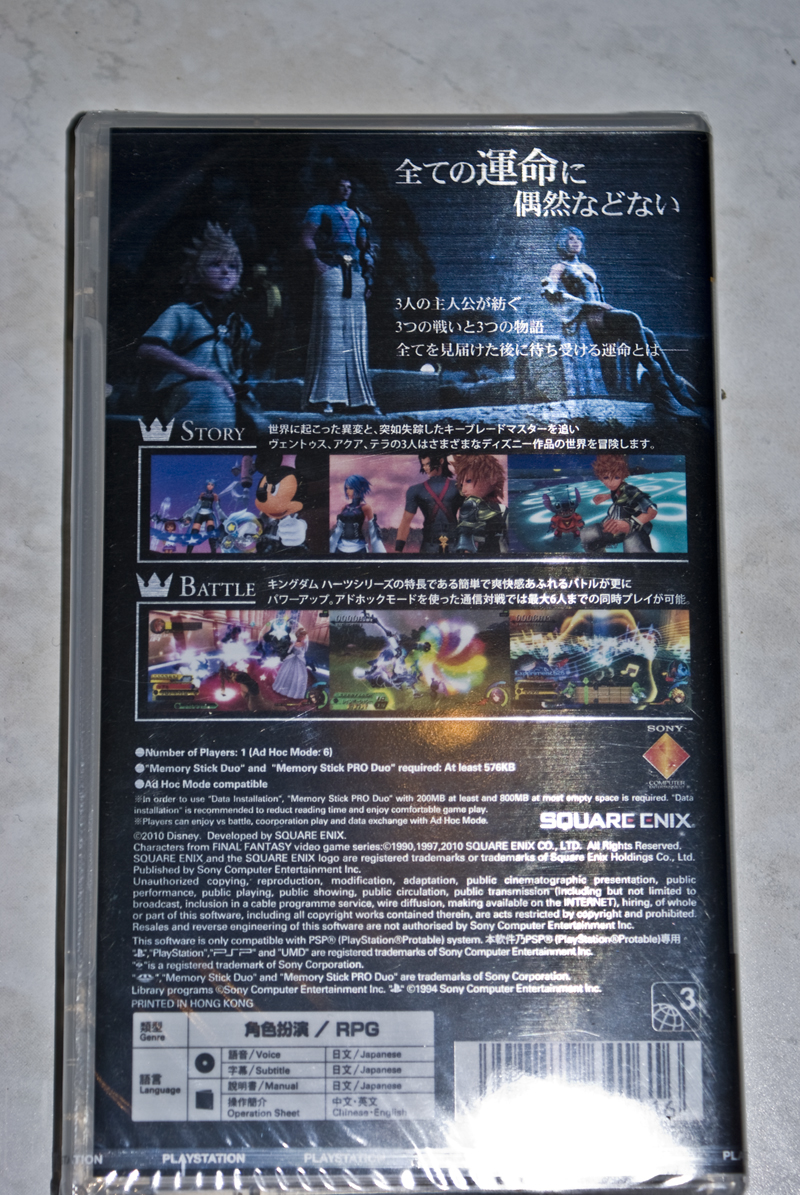 全ての運命に
偶然などない
3人の主人公が紡ぐ
3つの戦いと3つの物語
全てを見届けた後に待ち受ける運命とは―
STORY
世界に起こった異変と、突如失踪したキーブレードマスターを追い
ヴェントゥス、アクア、テラの3人はさまざまなディズニー作品の世界を冒険します。
BATTLE
キングダム ハーツシリーズの特長である簡単で爽快感あふれるバトルが更に
パワーアップ。アドホックモードを使った通信対戦では最大6人までの同時プレイが可能。
SONY
COMPUTER
ENTERTAINMENT
●Number of Players: 1 (Ad Hoc Mode: 6)
●"Memory Stick Duo" and "Memory Stick PRO Duo" required: At least 576KB
●Ad Hoc Mode compatible
※In order to use "Data Installation", "Memory Stick PRO Duo" with 200MB at least and 800MB at most empty space is required. "Data
installation" is recommended to reduct reading time and enjoy comfortable game play.
※Players can enjoy vs battle, coorporation play and data exchange with Ad Hoc Mode.
SQUARE ENIX
©2010 Disney. Developed by SQUARE ENIX.
Characters from FINAL FANTASY video game series:©1990,1997,2010 SQUARE ENIX CO., LTD. All Rights Reserved.
SQUARE ENIX and the SQUARE ENIX logo are registered trademarks or trademarks of Square Enix Holdings Co., Ltd.
Published by Sony Computer Entertainment Inc.
Unauthorized copying, reproduction, modification, adaptation, public cinematographic presentation, public
performance, public playing, public showing, public circulation, public transmission (including but not limited to
broadcast, inclusion in a cable programme service, wire diffusion, making available on the INTERNET), hiring, of whole
or part of this software, including all copyright works contained therein, are acts restricted by copyright and prohibited.
Resales and reverse engineering of this software are not authorised by Sony Computer Entertainment Inc.
This software is only compatible with PSP® (PlayStation®Protable) system. 本軟件乃PSP® (PlayStation®Protable)専用。
","PlayStation","PSP" and "UMD" are registered trademarks of Sony Computer Entertainment Inc.
" "is a registered trademark of Sony Corporation.
" ","Memory Stick Duo" and "Memory Stick PRO Duo" are trademarks of Sony Corporation.
Library programs ©Sony Computer Entertainment Inc. " " ©1994 Sony Computer Entertainment Inc.
PRINTED IN HONG KONG
3
類型
Genre
角色扮演 / RPG
語言
Language
語音/Voice 日文/Japanese
字幕/Subtitle 日文/Japanese
說明書/Manual 日文/Japanese
操作簡介 中文·英文
Operation Sheet Chinese·English
16
TION PLAYSTATION PLAYSTATION PL